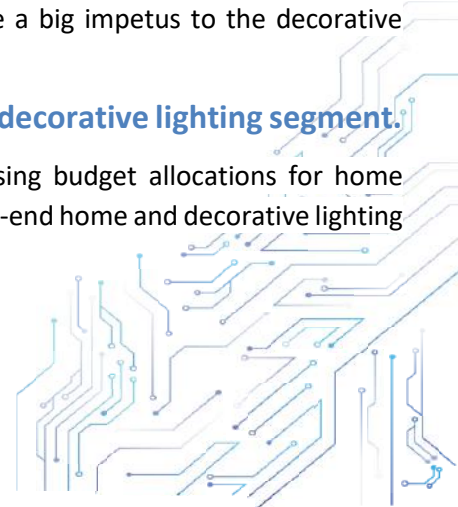 a big impetus to the decorative
decorative lighting segment.
sing budget allocations for home
-end home and decorative lighting